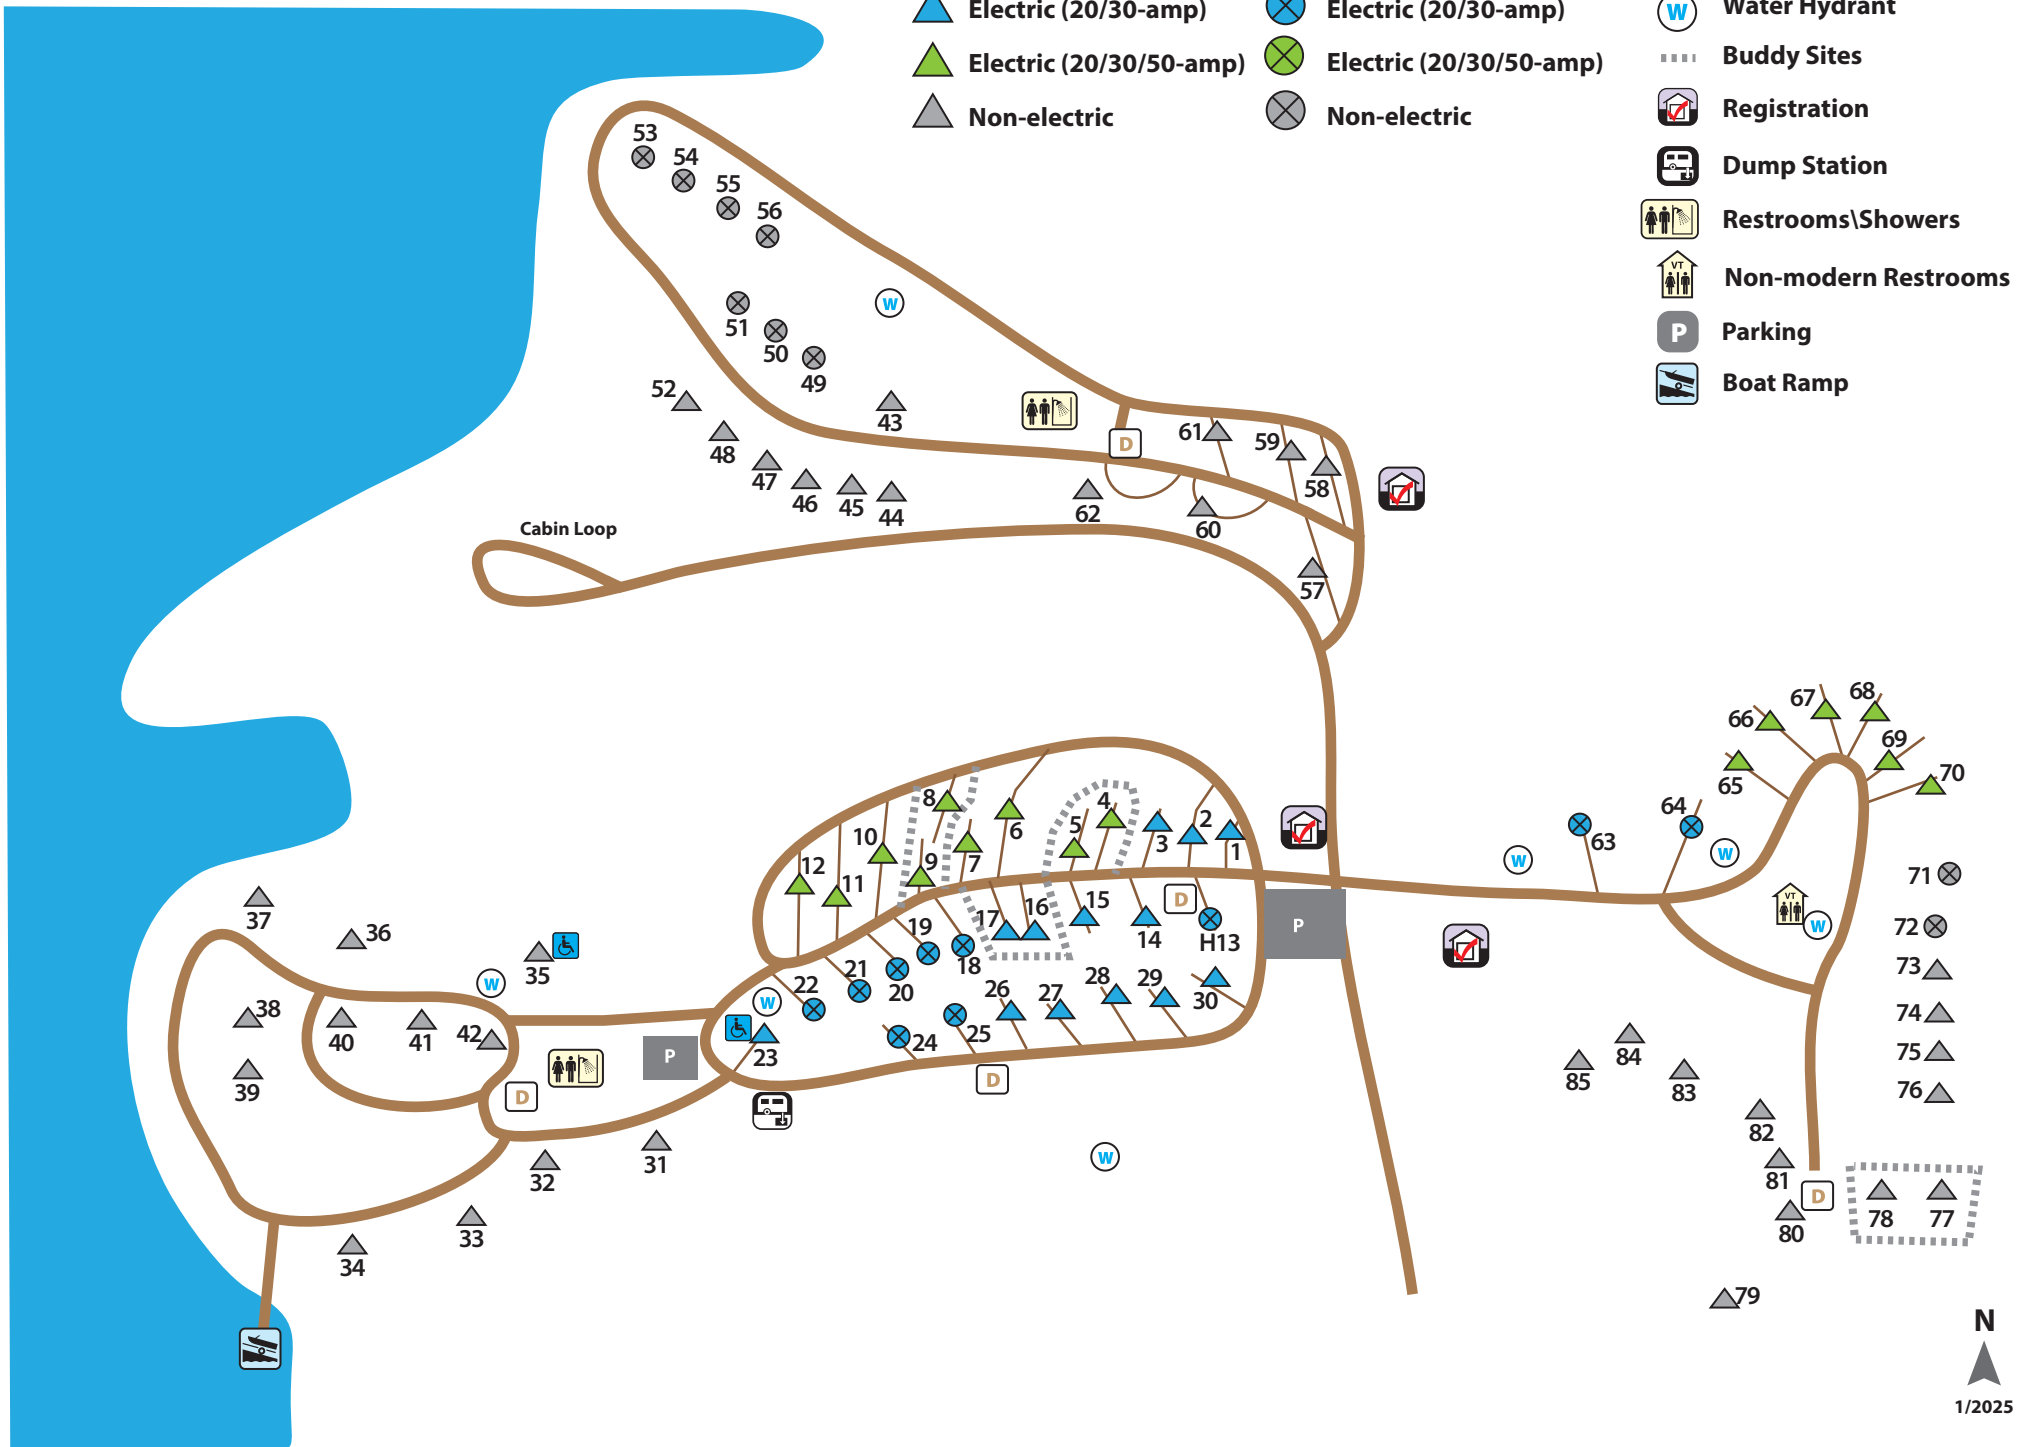 Electric (20/30-amp)
Electric (20/30-amp)
W
Water Hydrant
Electric (20/30/50-amp)
Electric (20/30/50-amp)
Buddy Sites
Non-electric
Non-electric
Registration
Dump Station
Restrooms\Showers
VT
Non-modern Restrooms
P
Parking
Boat Ramp
53
54
55
56
W
51
50
49
52
43
48
47
46
45
44
D
61
59
58
62
60
57
Cabin Loop
67
68
66
69
65
70
64
63
W
W
8
4
5
6
2
3
1
10
7
9
12
11
71
72
VT
W
73
74
75
76
D
P
17
16
15
14
H13
19
18
21
20
22
W
26
27
28
29
30
23
24
25
D
37
36
35
W
38
40
41
42
39
P
D
31
32
33
34
W
84
85
83
82
81
D
80
78
77
79
N
1/2025